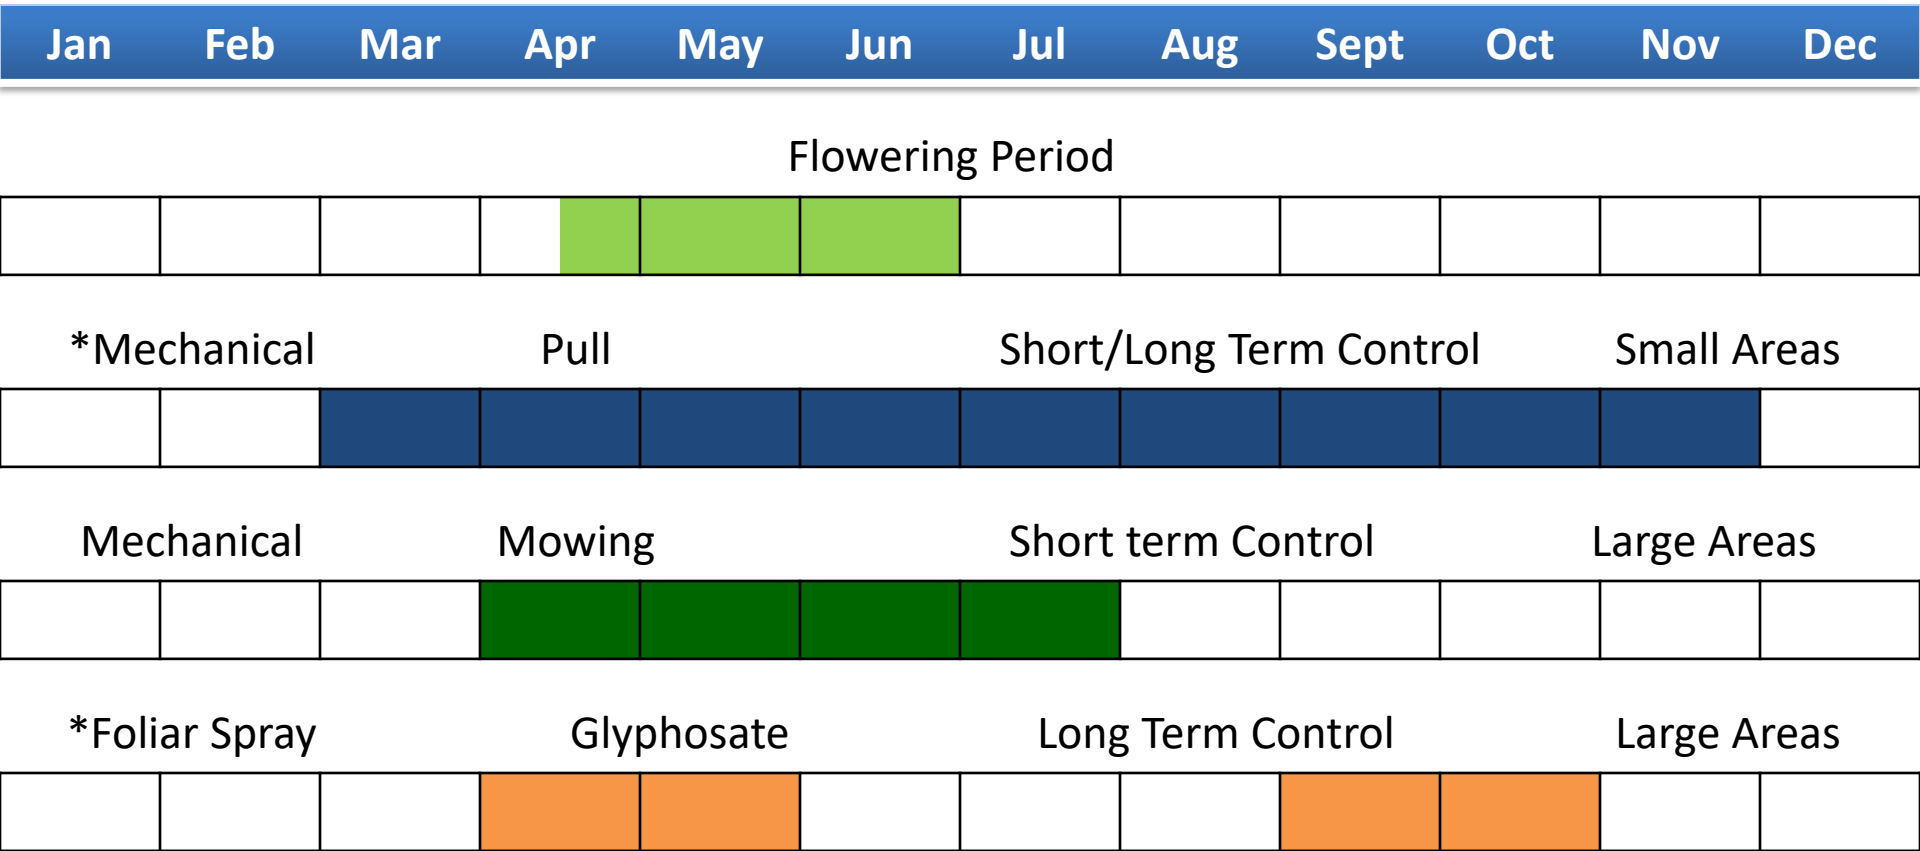 Jan Feb Mar Apr May Jun Jul Aug Sept Oct Nov Dec
Flowering Period
*Mechanical Pull Short/Long Term Control Small Areas
Mechanical Mowing Short term Control Large Areas
*Foliar Spray Glyphosate Long Term Control Large Areas